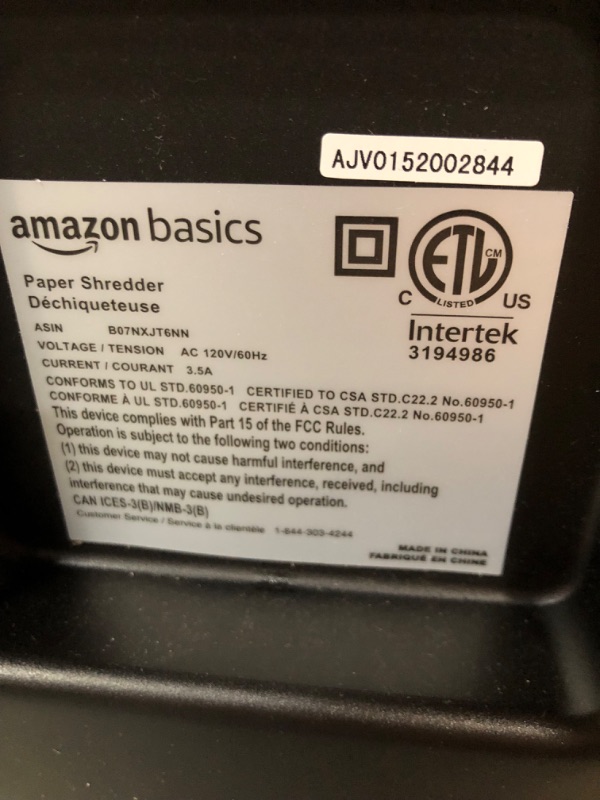 AJV0152002844
amazon basics
Paper Shredder
Déchiqueteuse
ASIN B07NXJT6NN
VOLTAGE / TENSION AC 120V/60Hz
CURRENT / COURANT 3.5A
ETL CM
C LISTED US
Intertek
3194986
CONFORMS TO UL STD.60950-1 CERTIFIED TO CSA STD.C22.2 No.60950-1
CONFORME À UL STD.60950-1 CERTIFIÉ À CSA STD.C22.2 No.60950-1
This device complies with Part 15 of the FCC Rules.
Operation is subject to the following two conditions:
(1) this device may not cause harmful interference, and
(2) this device must accept any interference, received, including
interference that may cause undesired operation.
CAN ICES-3(B)/NMB-3(B)
Customer Service / Service à la clientèle 1-844-303-4244
MADE IN CHINA
FABRIQUÉ EN CHINE